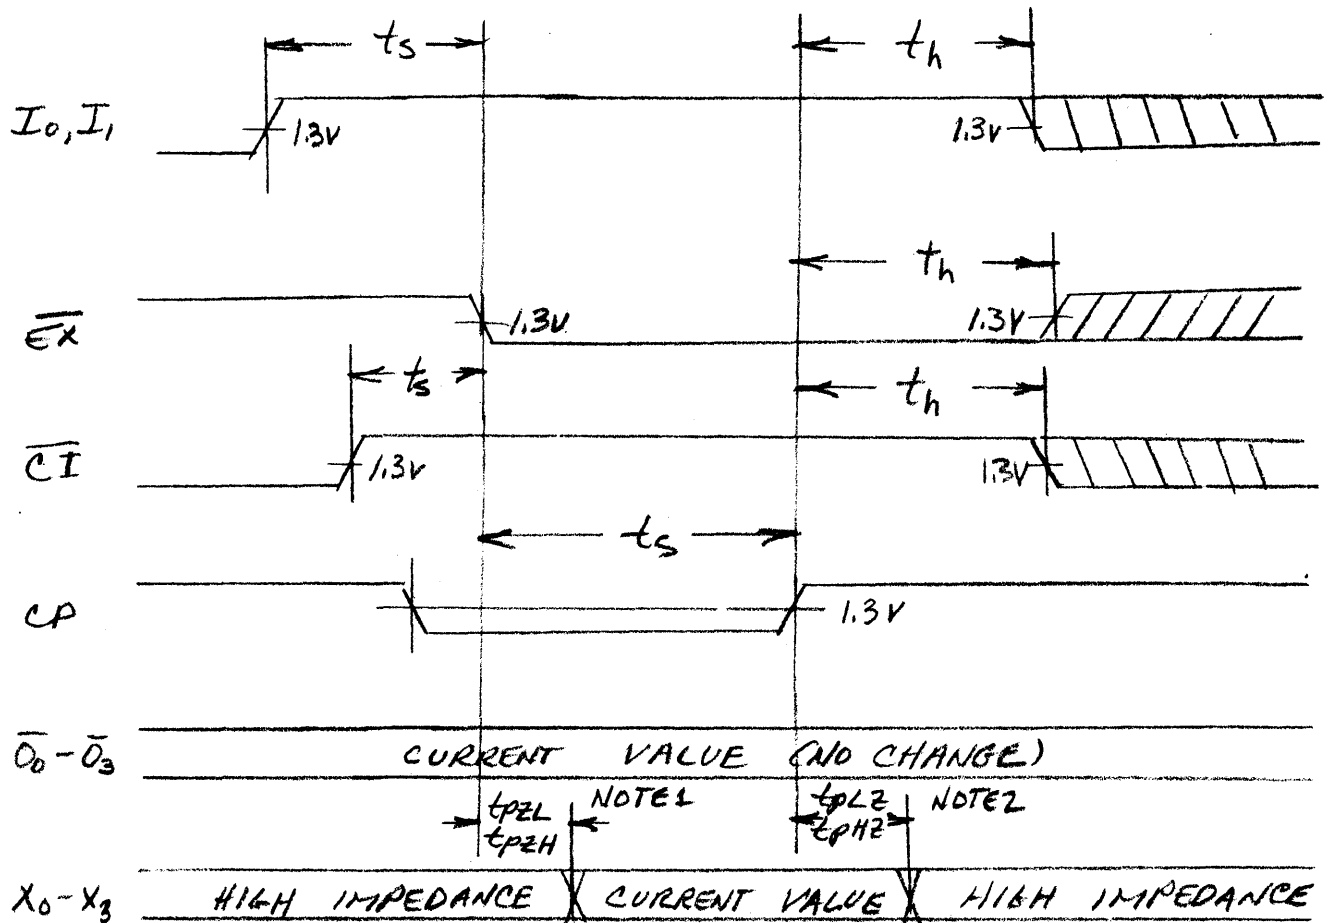 ts th
I0, I1 1.3V 1.3V
th
EX 1.3V 1.3V
ts th
CI 1.3V 1.3V
ts
CP 1.3V
O0 - O3 CURRENT VALUE (NO CHANGE)
tPZL NOTE1 tPLZ NOTE2
tPZH tPHZ
X0 - X3 HIGH IMPEDANCE CURRENT VALUE HIGH IMPEDANCE